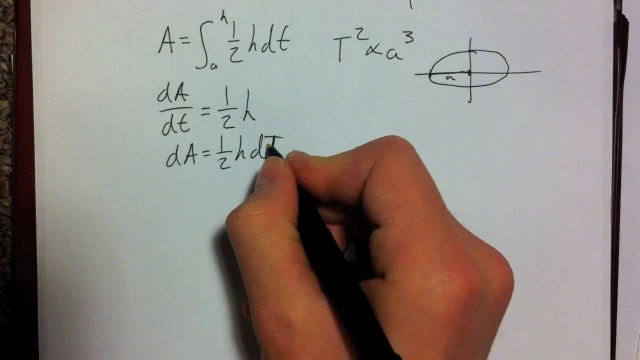 A = ∫ₐʰ 1/2 h dt
T² ∝ a³
a
dA/dt = 1/2 h
dA = 1/2 h dT